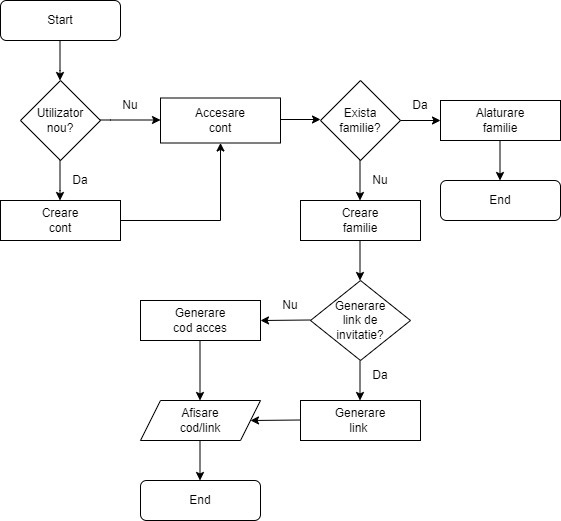 Start
Utilizator
nou?
Nu
Accesare
cont
Exista
familie?
Da
Alaturare
familie
Da
Nu
End
Creare
cont
Creare
familie
Generare
cod acces
Nu
Generare
link de
invitatie?
Da
Afisare
cod/link
Generare
link
End